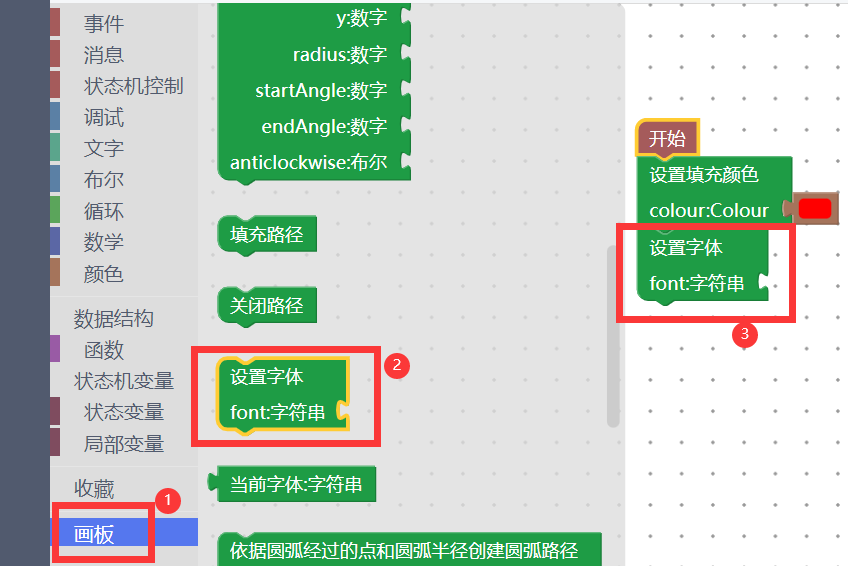 事件
消息
状态机控制
调试
文字
布尔
循环
数学
颜色
数据结构
函数
状态机变量
状态变量
局部变量
收藏
1
画板
y:数字
radius:数字
startAngle:数字
endAngle:数字
anticlockwise:布尔
填充路径
关闭路径
设置字体
font:字符串
2
当前字体:字符串
依据圆弧经过的点和圆弧半径创建圆弧路径
开始
设置填充颜色
colour:Colour
设置字体
font:字符串
3